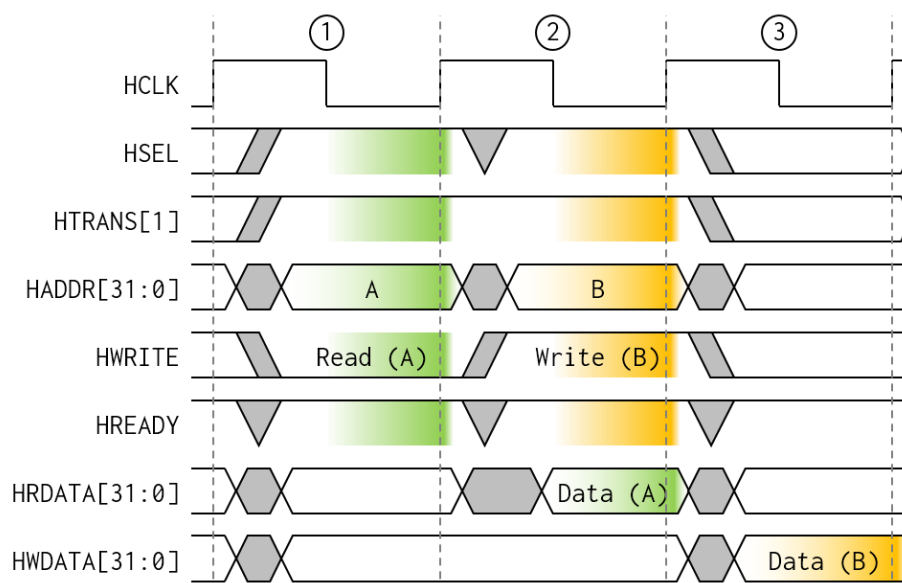 1 2 3
HCLK
HSEL
HTRANS[1]
HADDR[31:0] A B
HWRITE Read (A) Write (B)
HREADY
HRDATA[31:0] Data (A)
HWDATA[31:0] Data (B)